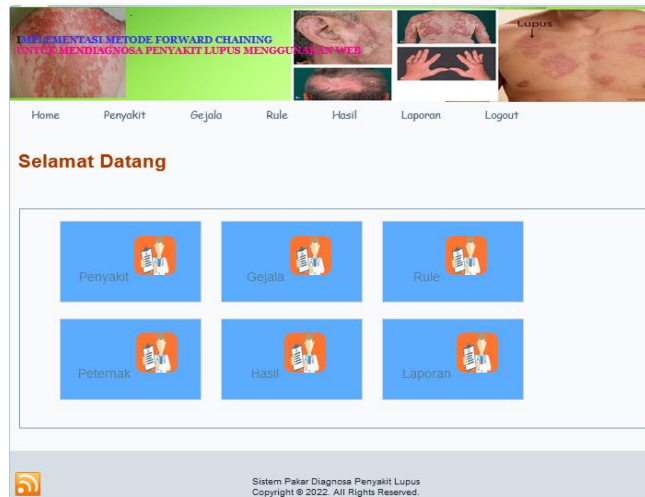 IMPLEMENTASI METODE FORWARD CHAINING
UNTUK MENDIAGNOSA PENYAKIT LUPUS MENGGUNAKAN WEB
Lupus
Home Penyakit Gejala Rule Hasil Laporan Logout
Selamat Datang
Penyakit Gejala Rule
Peternak Hasil Laporan
Sistem Pakar Diagnosa Penyakit Lupus
Copyright © 2022. All Rights Reserved.